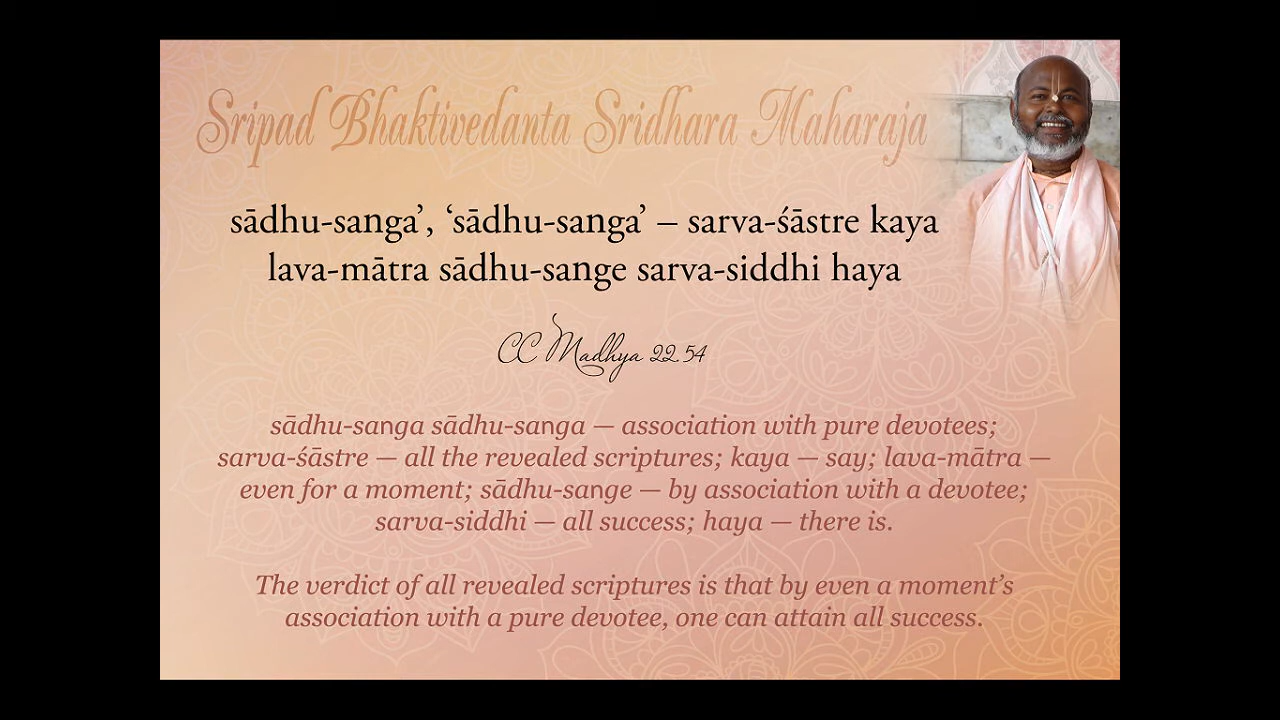 Sripad Bhaktivedanta Sridhara Maharaja
sādhu-sanga’, ‘sādhu-sanga’ – sarva-śāstre kaya
lava-mātra sādhu-sange sarva-siddhi haya
CC Madhya 22.54
sādhu-sanga sādhu-sanga — association with pure devotees;
sarva-śāstre — all the revealed scriptures; kaya — say; lava-mātra —
even for a moment; sādhu-sange — by association with a devotee;
sarva-siddhi — all success; haya — there is.
The verdict of all revealed scriptures is that by even a moment’s
association with a pure devotee, one can attain all success.